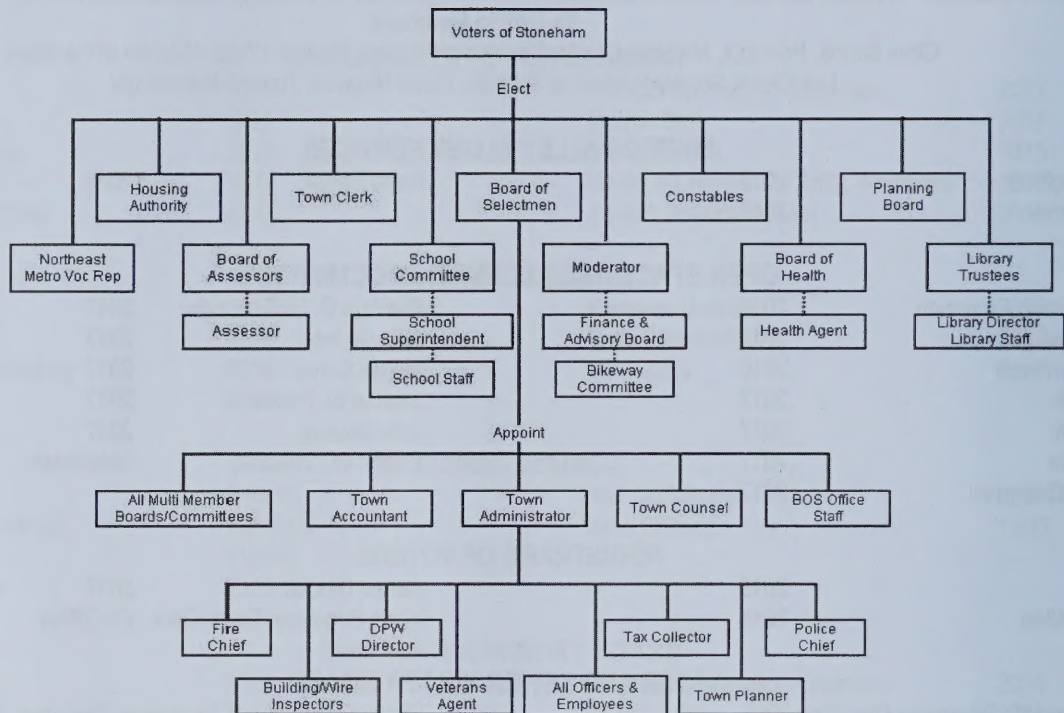 Voters of Stoneham
Elect
Housing
Authority
Town Clerk
Board of
Selectmen
Constables
Planning
Board
Northeast
Metro Voc Rep
Board of
Assessors
School
Committee
Moderator
Board of
Health
Library
Trustees
Assessor
School
Superintendent
Finance &
Advisory Board
Health Agent
Library Director
Library Staff
School Staff
Bikeway
Committee
Appoint
All Multi Member
Boards/Committees
Town
Accountant
Town
Administrator
Town Counsel
BOS Office
Staff
Fire
Chief
DPW
Director
Tax Collector
Police
Chief
Building/Wire
Inspectors
Veterans
Agent
All Officers &
Employees
Town Planner